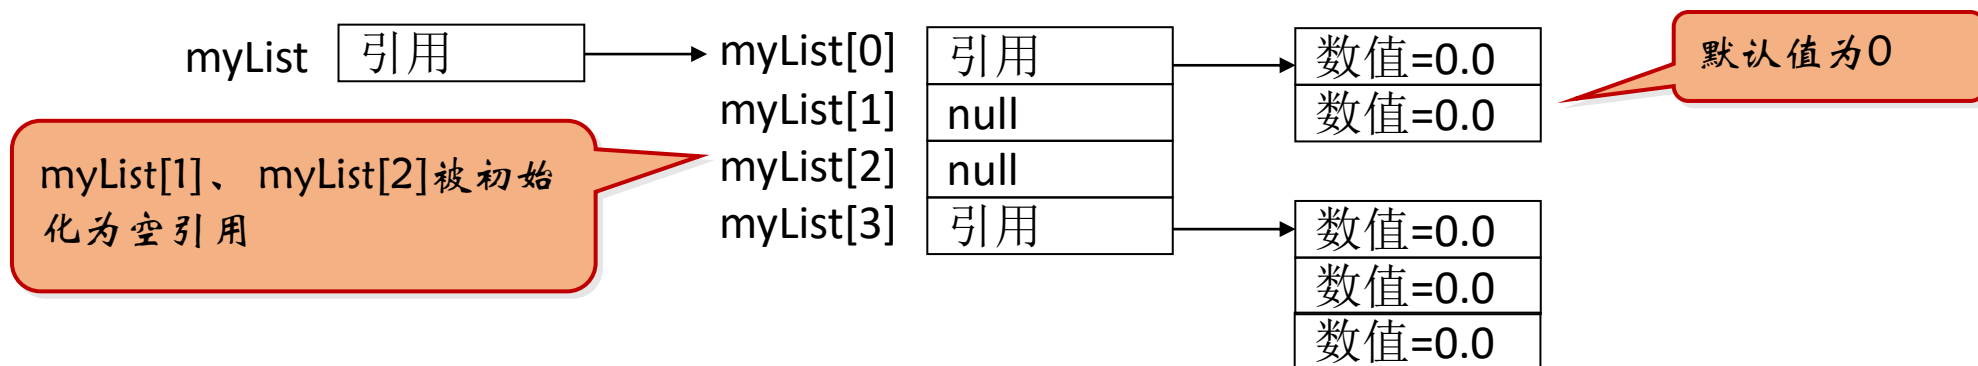 myList 引用 myList[0] 引用 数值=0.0 默认值为0
myList[1] null 数值=0.0
myList[1]、 myList[2]被初始
化为空引用
myList[2] null
myList[3] 引用 数值=0.0
数值=0.0
数值=0.0